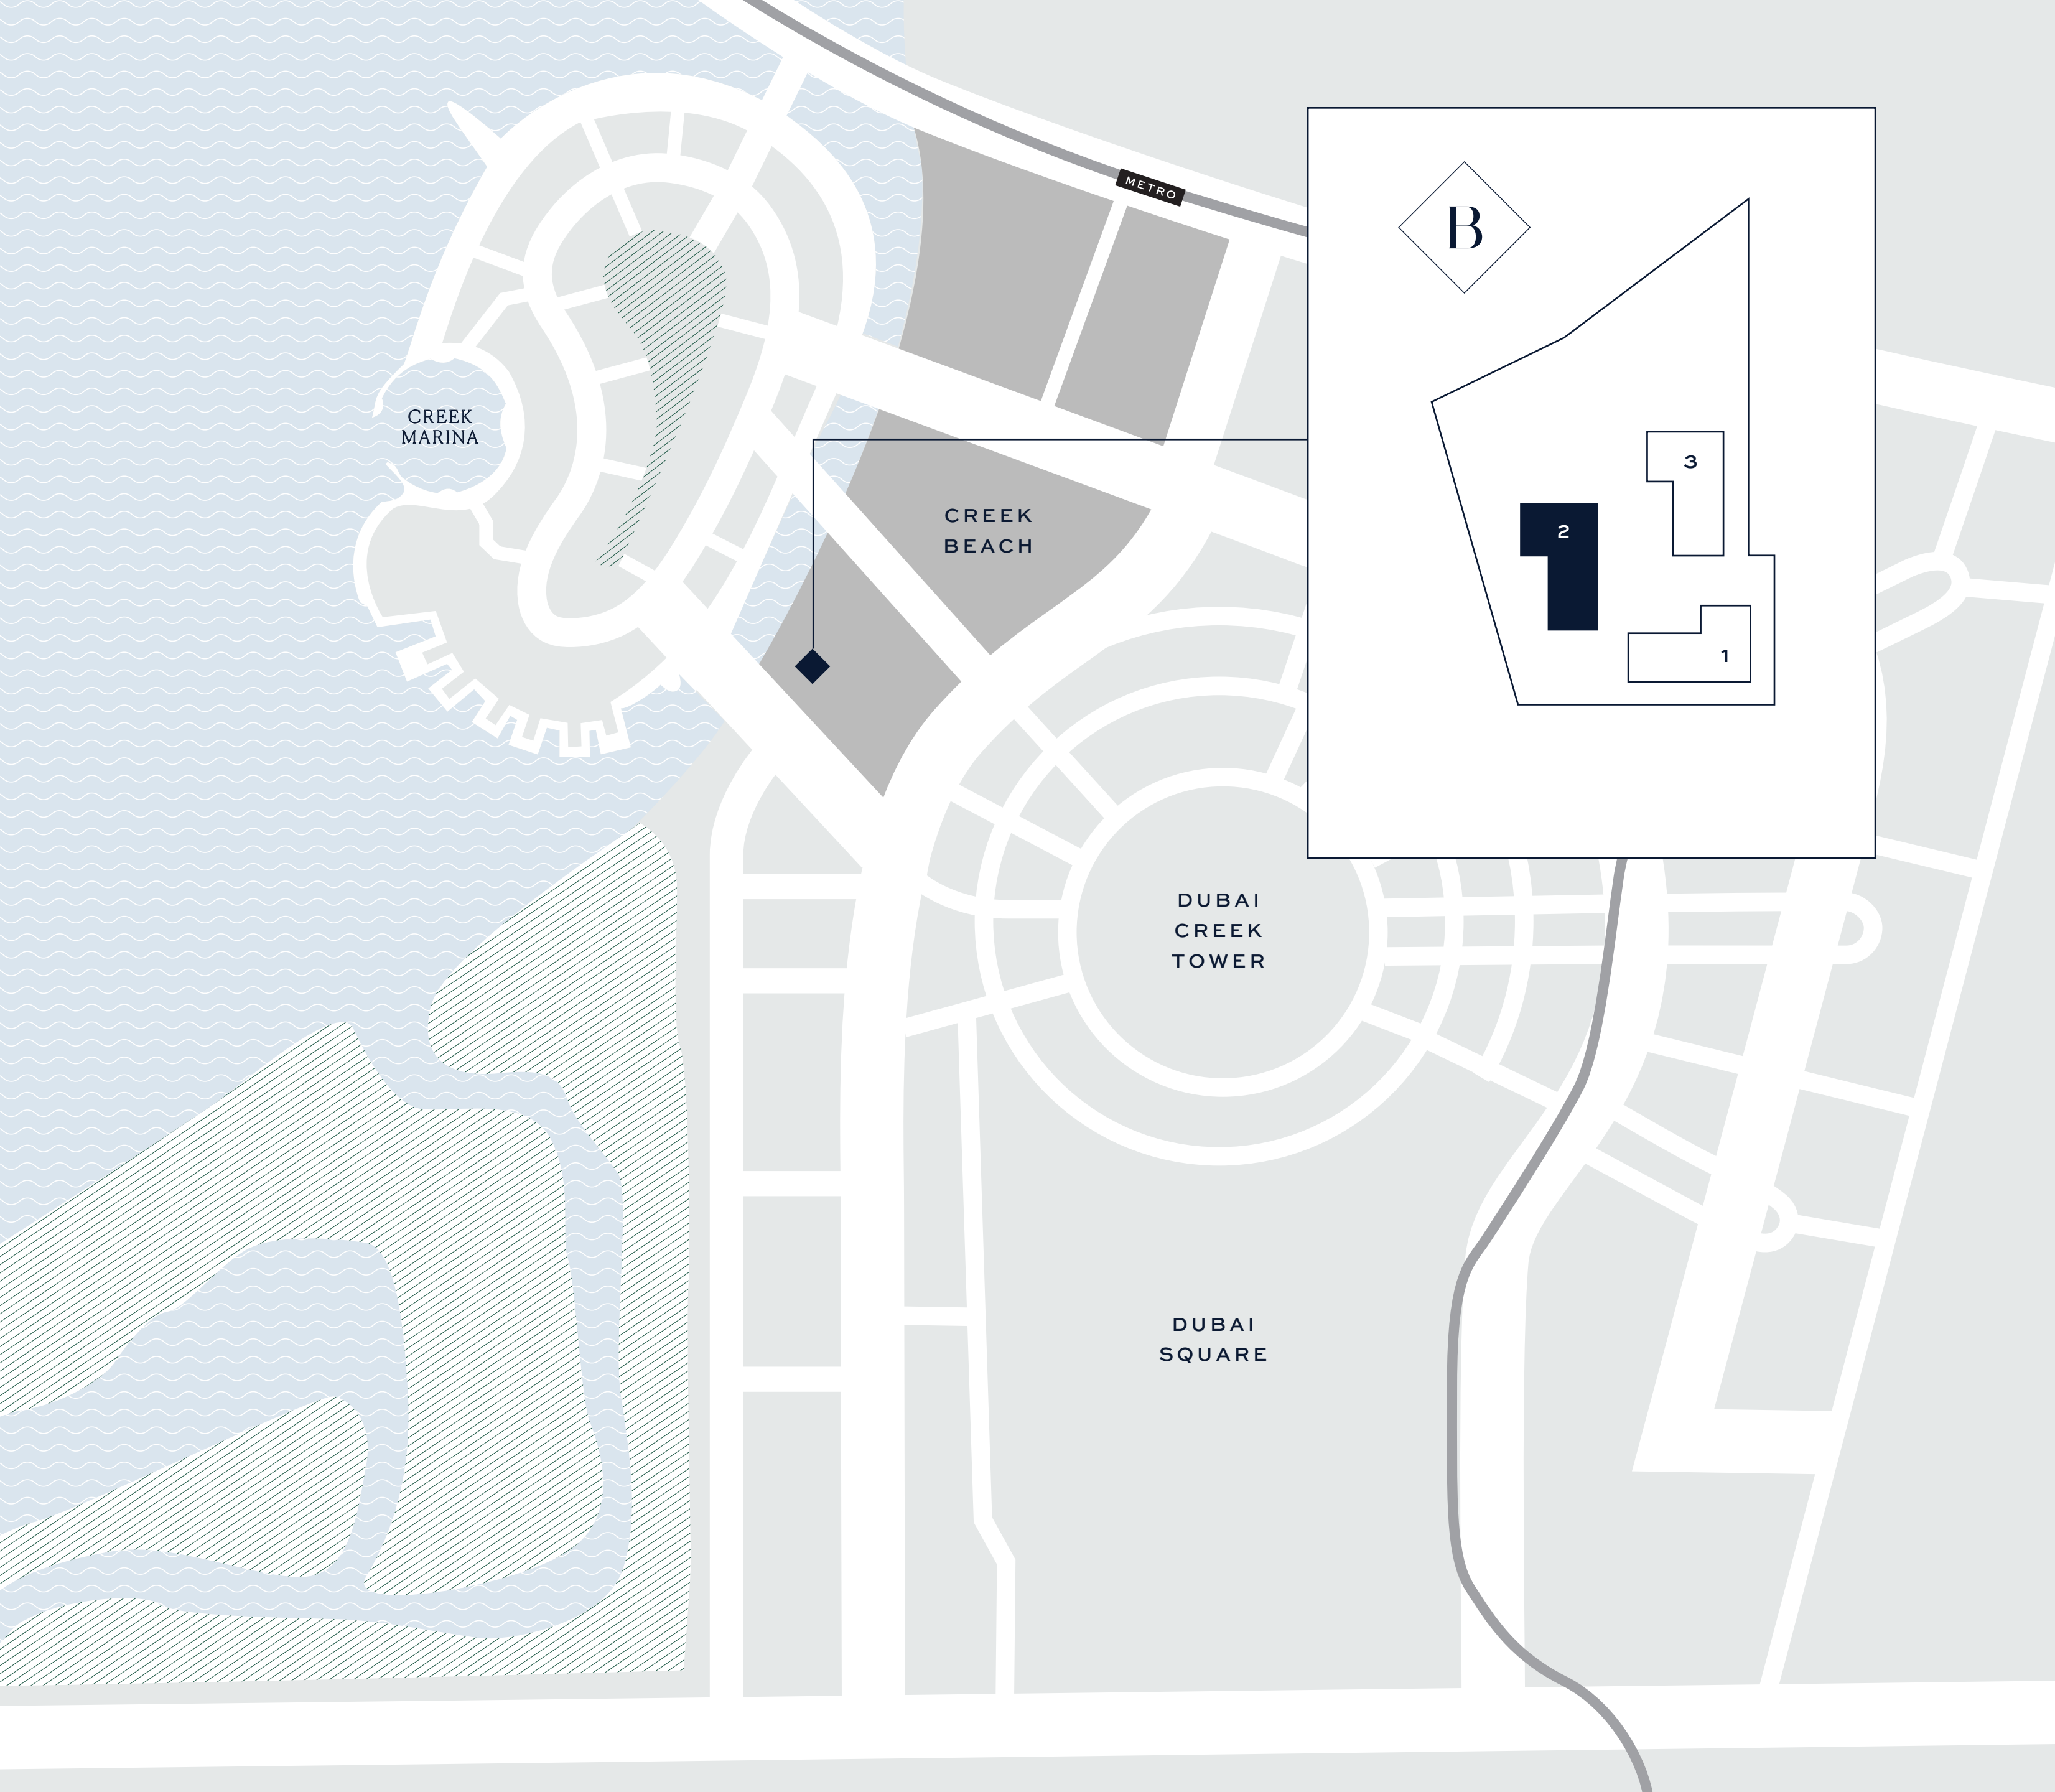 METRO
B
CREEK
MARINA
3
CREEK
BEACH
2
1
DUBAI
CREEK
TOWER
DUBAI
SQUARE